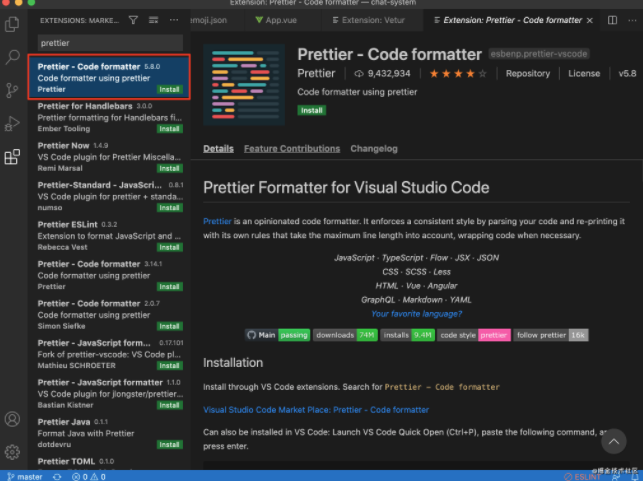 Extension: Prettier - Code formatter — chat-system
EXTENSIONS: MARKE...
emoji.json
App.vue
Extension: Vetur
Extension: Prettier - Code formatter
prettier
Prettier - Code formatter 5.8.0
Code formatter using prettier
Prettier Install
Prettier for Handlebars 3.0.0
Prettier formatting for Handlebars fi...
Ember Tooling Install
Prettier Now 1.4.9
VS Code plugin for Prettier Miscella...
Remi Marsal Install
Prettier-Standard - JavaScri... 0.8.1
VS Code plugin for prettier + standa...
numso Install
Prettier ESLint 0.3.2
Extension to format JavaScript and ...
Rebecca Vest Install
Prettier - Code formatter 3.14.1
Code formatter using prettier
Prettier Install
Prettier - Code formatter 2.0.7
Code formatter using prettier
Simon Siefke Install
Prettier - JavaScript form... 0.17.101
Fork of prettier-vscode: VS Code pl...
Mathieu SCHROETER Install
Prettier - JavaScript formatter 1.1.0
VS Code plugin for jlongster/prettier...
Bastian Kistner Install
Prettier Java 0.1.1
Format Java with Prettier
dotdevru Install
Prettier TOML 0.1.0
Prettier - Code formatter esbenp.prettier-vscode
Prettier 9,432,934 Repository License v5.8
Code formatter using prettier
Install
Details Feature Contributions Changelog
Prettier Formatter for Visual Studio Code
Prettier is an opinionated code formatter. It enforces a consistent style by parsing your code and re-printing it
with its own rules that take the maximum line length into account, wrapping code when necessary.
JavaScript · TypeScript · Flow · JSX · JSON
CSS · SCSS · Less
HTML · Vue · Angular
GraphQL · Markdown · YAML
Your favorite language?
Main passing downloads 74M installs 9.4M code style prettier follow prettier 16k
Installation
Install through VS Code extensions. Search for Prettier - Code formatter
Visual Studio Code Market Place: Prettier - Code formatter
Can also be installed in VS Code: Launch VS Code Quick Open (Ctrl+P), paste the following command, and
press enter.
master 0 0 ESLINT
@掘金技术社区